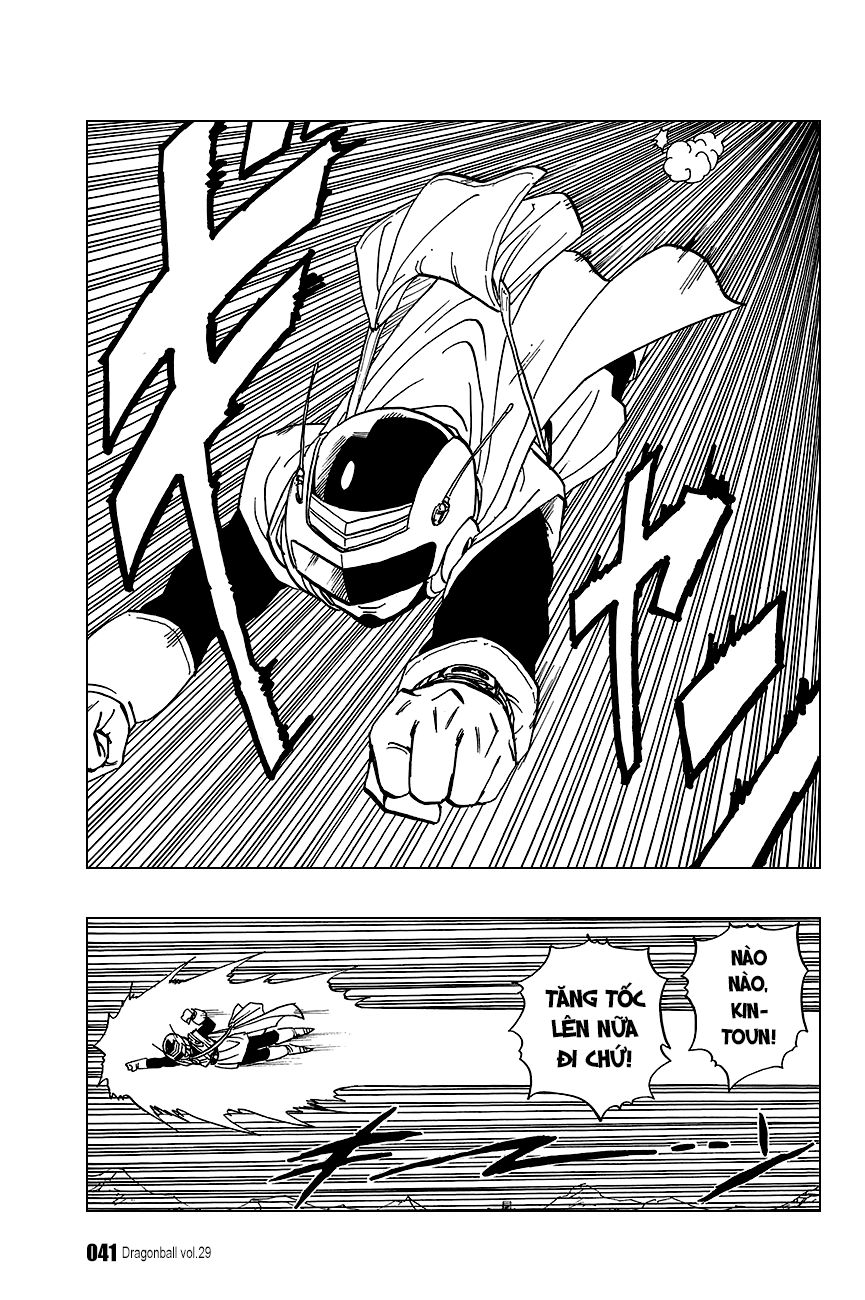 NÀO
NÀO,
KIN-
TOUN!
TĂNG TỐC
LÊN NỮA
ĐI CHỨ!
041 Dragonball vol.29